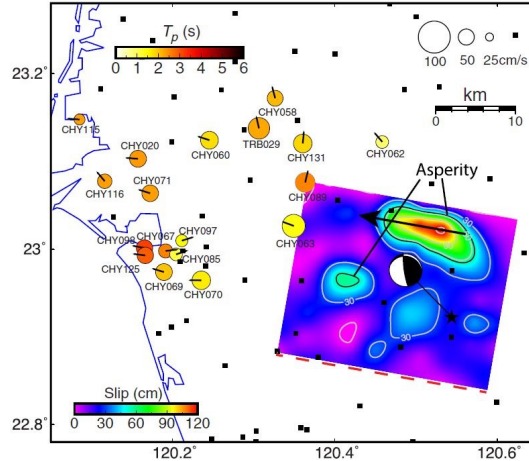 T_p (s)
0 1 2 3 4 5 6
100 50 25cm/s
km
0 10
23.2
23
22.8
120.2 120.4 120.6
CHY115
CHY058
CHY020
CHY060
TRB029
CHY131
CHY062
CHY116
CHY071
CHY089
CHY063
CHY098
CHY067
CHY097
CHY125
CHY085
CHY069
CHY070
Asperity
30
30
30
30
Slip (cm)
0 30 60 90 120